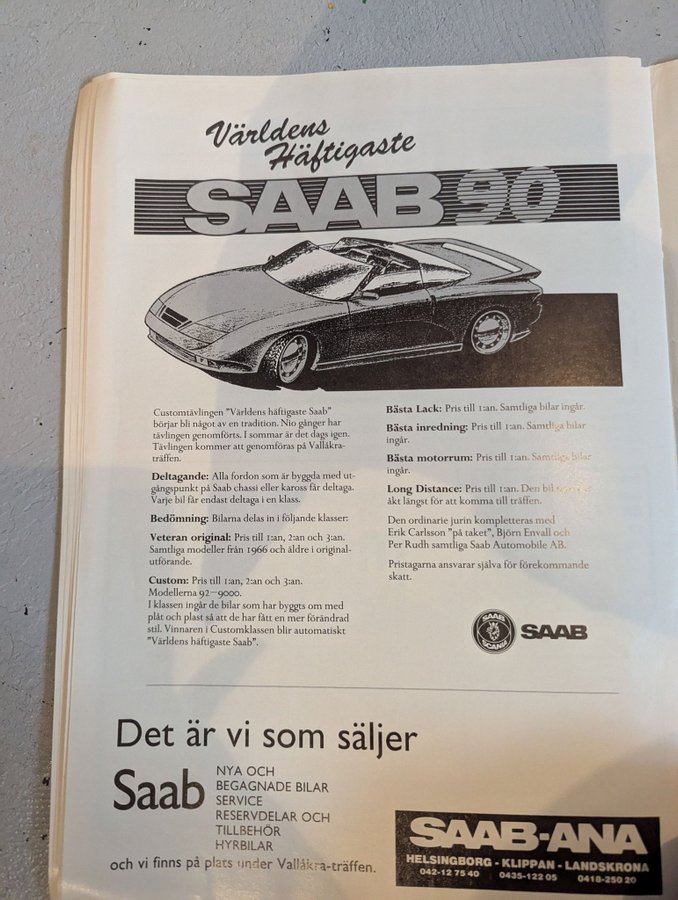 Världens
Häftigaste
SAAB 90
Customtävlingen "Världens häftigaste Saab"
börjar bli något av en tradition. Nio gånger har
tävlingen genomförts. I sommar är det dags igen.
Tävlingen kommer att genomföras på Vallåkra-
träffen.
Deltagande: Alla fordon som är byggda med ut-
gångspunkt på Saab chassi eller kaross får deltaga.
Varje bil får endast deltaga i en klass.
Bedömning: Bilarna delas in i följande klasser:
Veteran original: Pris till 1:an, 2:an och 3:an.
Samtliga modeller från 1966 och äldre i original-
utförande.
Custom: Pris till 1:an, 2:an och 3:an.
Modellerna 92–9000.
I klassen ingår de bilar som har byggts om med
plåt och plast så att de har fått en mer förändrad
stil. Vinnaren i Customklassen blir automatiskt
"Världens häftigaste Saab".
Bästa Lack: Pris till 1:an. Samtliga bilar ingår.
Bästa inredning: Pris till 1:an. Samtliga bilar
ingår.
Bästa motorrum: Pris till 1:an. Samtliga bilar
ingår.
Long Distance: Pris till 1:an. Den bil
åkt längst för att komma till träffen.
Den ordinarie jurin kompletteras med
Erik Carlsson "på taket", Björn Envall och
Per Rudh samtliga Saab Automobile AB.
Pristagarna ansvarar själva för förekommande
skatt.
SAAB
SCANIA
SAAB
Det är vi som säljer
Saab
NYA OCH
BEGAGNADE BILAR
SERVICE
RESERVDELAR OCH
TILLBEHÖR
HYRBILAR
och vi finns på plats under Vallåkra-träffen.
SAAB-ANA
HELSINGBORG - KLIPPAN - LANDSKRONA
042-12 75 40 0435-122 05 0418-250 20